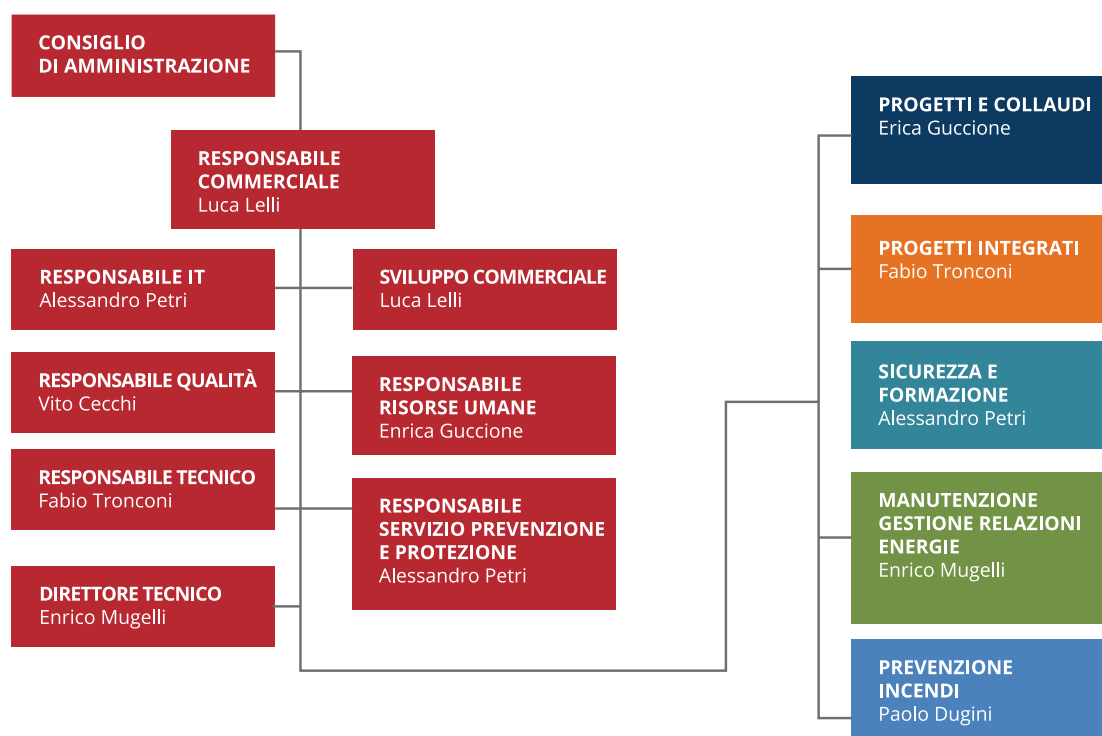 CONSIGLIO
DI AMMINISTRAZIONE
RESPONSABILE
COMMERCIALE
Luca Lelli
RESPONSABILE IT
Alessandro Petri
SVILUPPO COMMERCIALE
Luca Lelli
RESPONSABILE QUALITÀ
Vito Cecchi
RESPONSABILE
RISORSE UMANE
Enrica Guccione
RESPONSABILE TECNICO
Fabio Tronconi
RESPONSABILE
SERVIZIO PREVENZIONE
E PROTEZIONE
Alessandro Petri
DIRETTORE TECNICO
Enrico Mugelli
PROGETTI E COLLAUDI
Erica Guccione
PROGETTI INTEGRATI
Fabio Tronconi
SICUREZZA E
FORMAZIONE
Alessandro Petri
MANUTENZIONE
GESTIONE RELAZIONI
ENERGIE
Enrico Mugelli
PREVENZIONE
INCENDI
Paolo Dugini